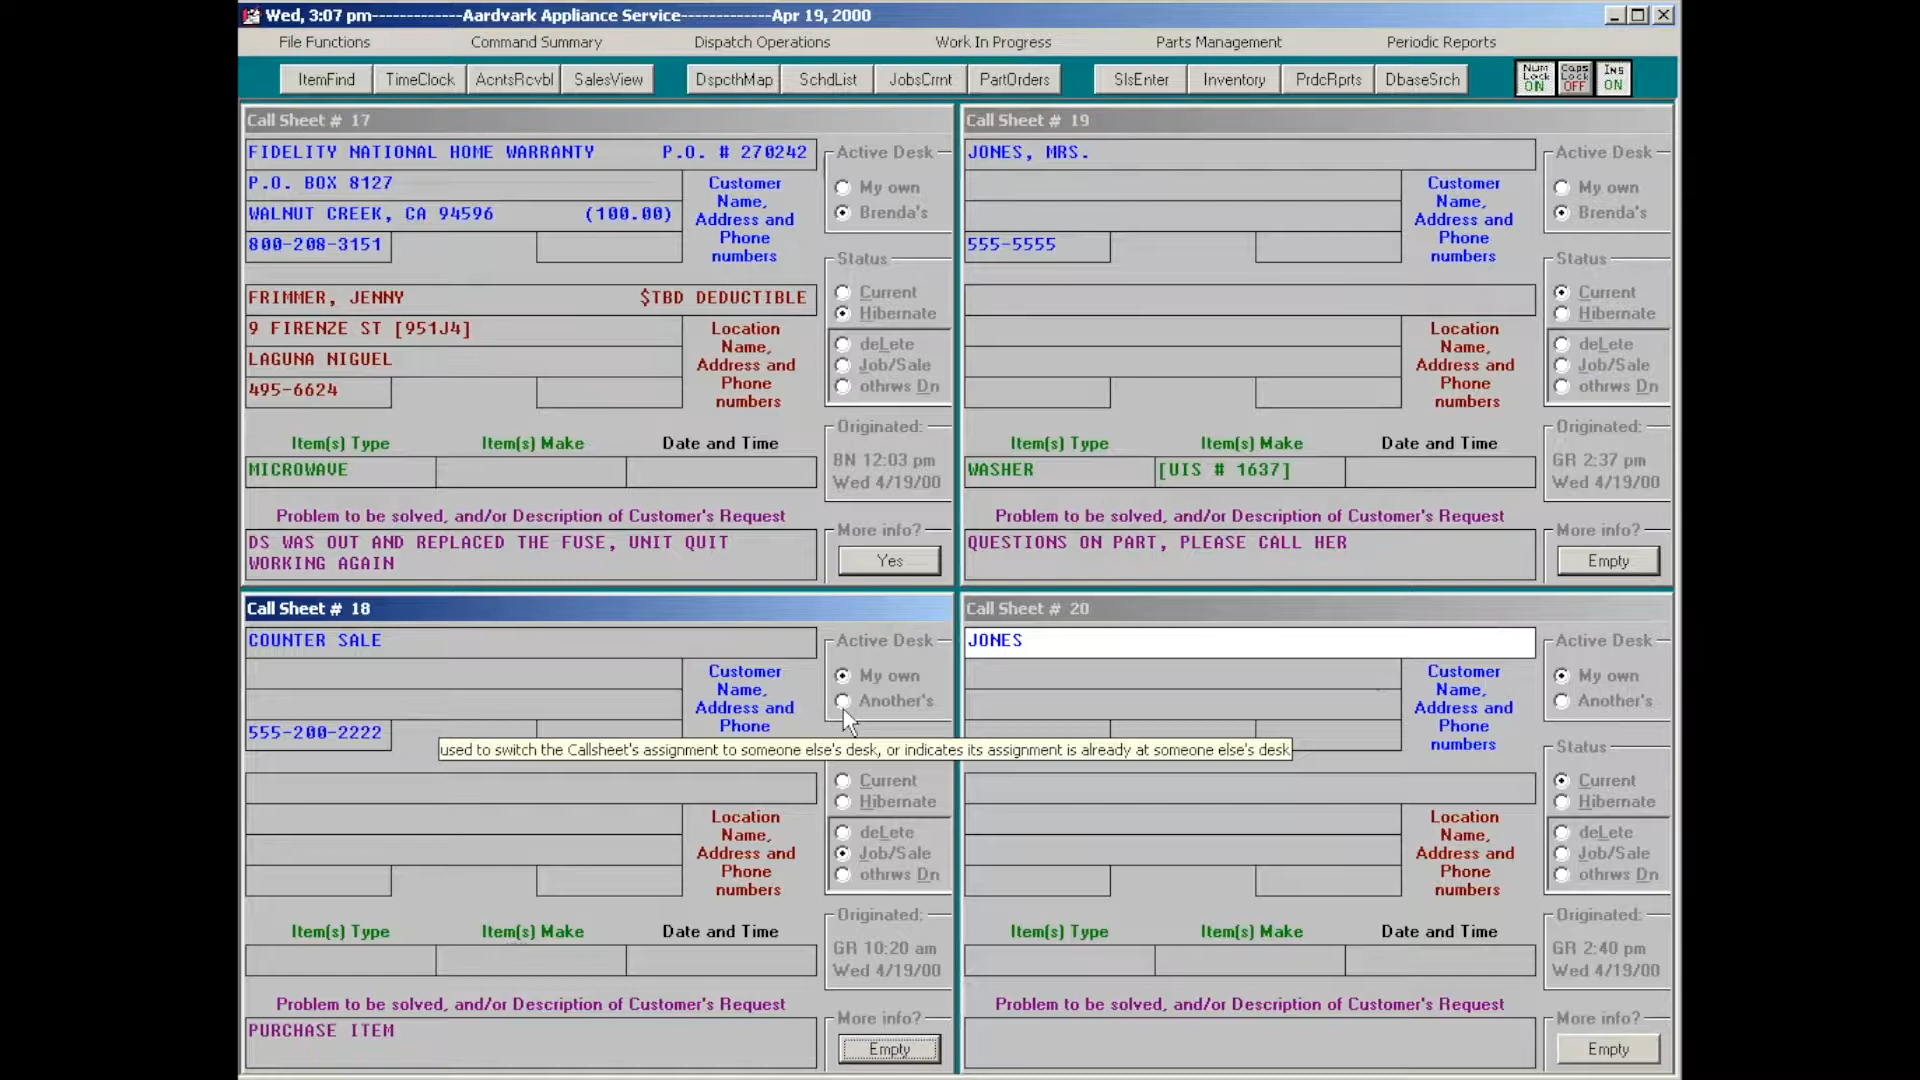 Wed, 3:07 pm-------------Aardvark Appliance Service-------------Apr 19, 2000
File Functions Command Summary Dispatch Operations Work In Progress Parts Management Periodic Reports
ItemFind TimeClock AcntsRcvbl SalesView DspcthMap SchdList JobsCrrnt PartOrders SlsEnter Inventory PrdcRprts DbaseSrch
Num Lock ON
Caps Lock OFF
Ins ON
Call Sheet # 17
FIDELITY NATIONAL HOME WARRANTY P.O. # 270242
P.O. BOX 8127
WALNUT CREEK, CA 94596 (100.00)
800-208-3151
Customer
Name,
Address and
Phone
numbers
FRIMMER, JENNY $TBD DEDUCTIBLE
9 FIRENZE ST [951J4]
LAGUNA NIGUEL
495-6624
Location
Name,
Address and
Phone
numbers
Item(s) Type Item(s) Make Date and Time
MICROWAVE
Problem to be solved, and/or Description of Customer's Request
DS WAS OUT AND REPLACED THE FUSE, UNIT QUIT
WORKING AGAIN
Active Desk
My own
Brenda's
Status
Current
Hibernate
deLete
Job/Sale
othrws Dn
Originated:
BN 12:03 pm
Wed 4/19/00
More info?
Yes
Call Sheet # 19
JONES, MRS.
555-5555
Customer
Name,
Address and
Phone
numbers
Location
Name,
Address and
Phone
numbers
Item(s) Type Item(s) Make Date and Time
WASHER [UIS # 1637]
Problem to be solved, and/or Description of Customer's Request
QUESTIONS ON PART, PLEASE CALL HER
Active Desk
My own
Brenda's
Status
Current
Hibernate
deLete
Job/Sale
othrws Dn
Originated:
GR 2:37 pm
Wed 4/19/00
More info?
Empty
Call Sheet # 18
COUNTER SALE
555-200-2222
Customer
Name,
Address and
Phone
used to switch the Callsheet's assignment to someone else's desk, or indicates its assignment is already at someone else's desk
Location
Name,
Address and
Phone
numbers
Item(s) Type Item(s) Make Date and Time
Problem to be solved, and/or Description of Customer's Request
PURCHASE ITEM
Active Desk
My own
Another's
Current
Hibernate
deLete
Job/Sale
othrws Dn
Originated:
GR 10:20 am
Wed 4/19/00
More info?
Empty
Call Sheet # 20
JONES
Customer
Name,
Address and
Phone
numbers
Location
Name,
Address and
Phone
numbers
Item(s) Type Item(s) Make Date and Time
Problem to be solved, and/or Description of Customer's Request
Active Desk
My own
Another's
Status
Current
Hibernate
deLete
Job/Sale
othrws Dn
Originated:
GR 2:40 pm
Wed 4/19/00
More info?
Empty